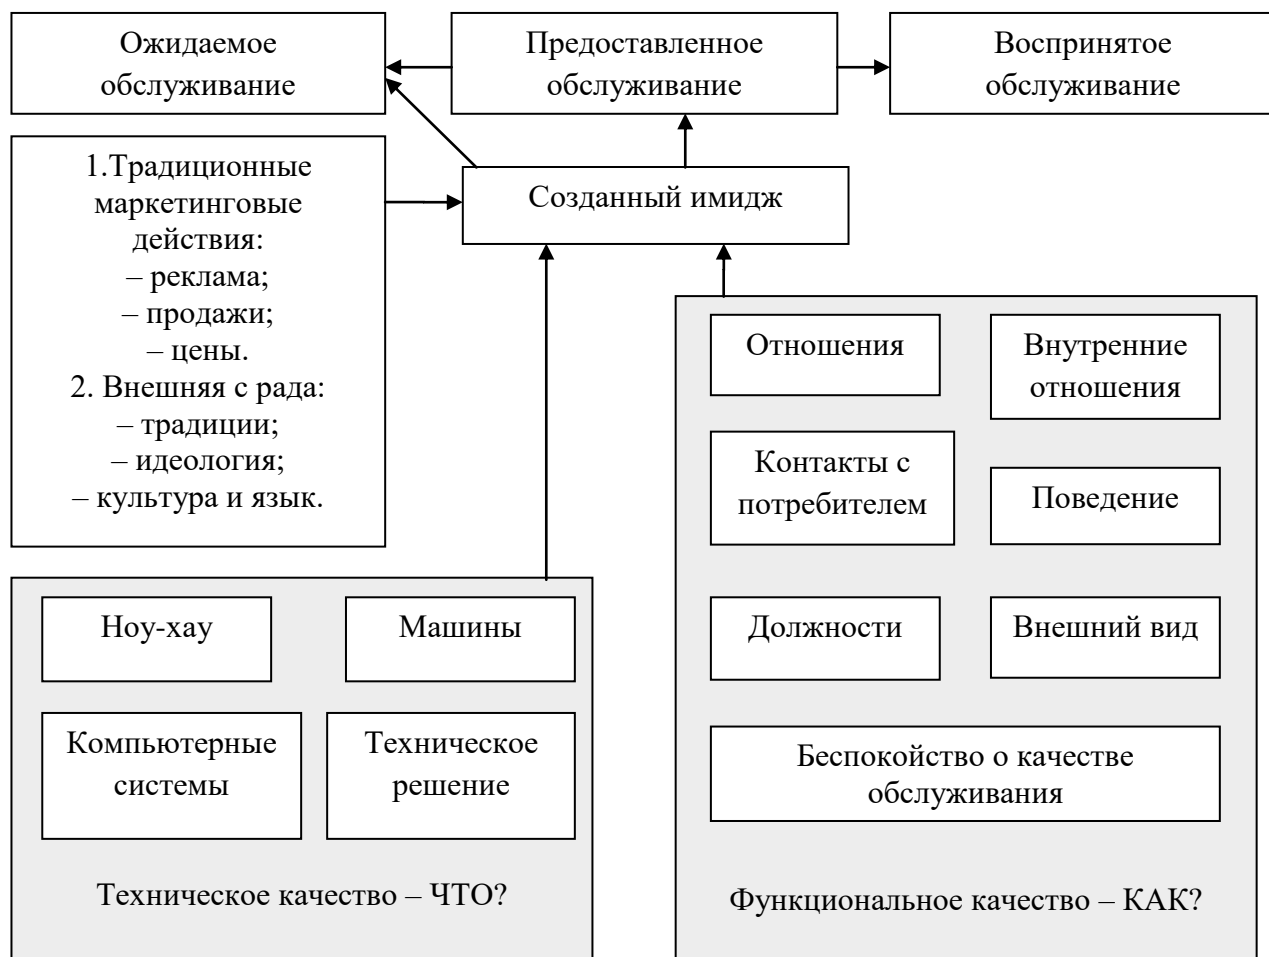 Ожидаемое
обслуживание
Предоставленное
обслуживание
Воспринятое
обслуживание
1.Традиционные
маркетинговые
действия:
– реклама;
– продажи;
– цены.
2. Внешняя с рада:
– традиции;
– идеология;
– культура и язык.
Созданный имидж
Ноу-хау
Машины
Компьютерные
системы
Техническое
решение
Техническое качество – ЧТО?
Отношения
Внутренние
отношения
Контакты с
потребителем
Поведение
Должности
Внешний вид
Беспокойство о качестве
обслуживания
Функциональное качество – КАК?